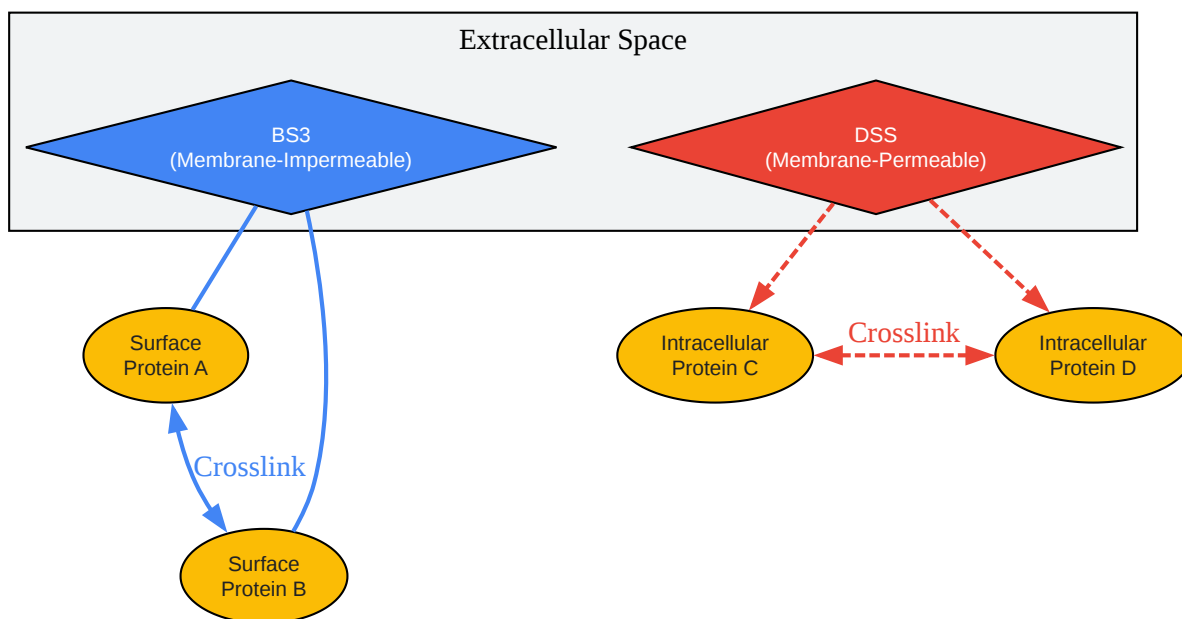 Extracellular Space
BS3
(Membrane-Impermeable)
DSS
(Membrane-Permeable)
Surface
Protein A
Intracellular
Protein C
Crosslink
Intracellular
Protein D
Crosslink
Surface
Protein B